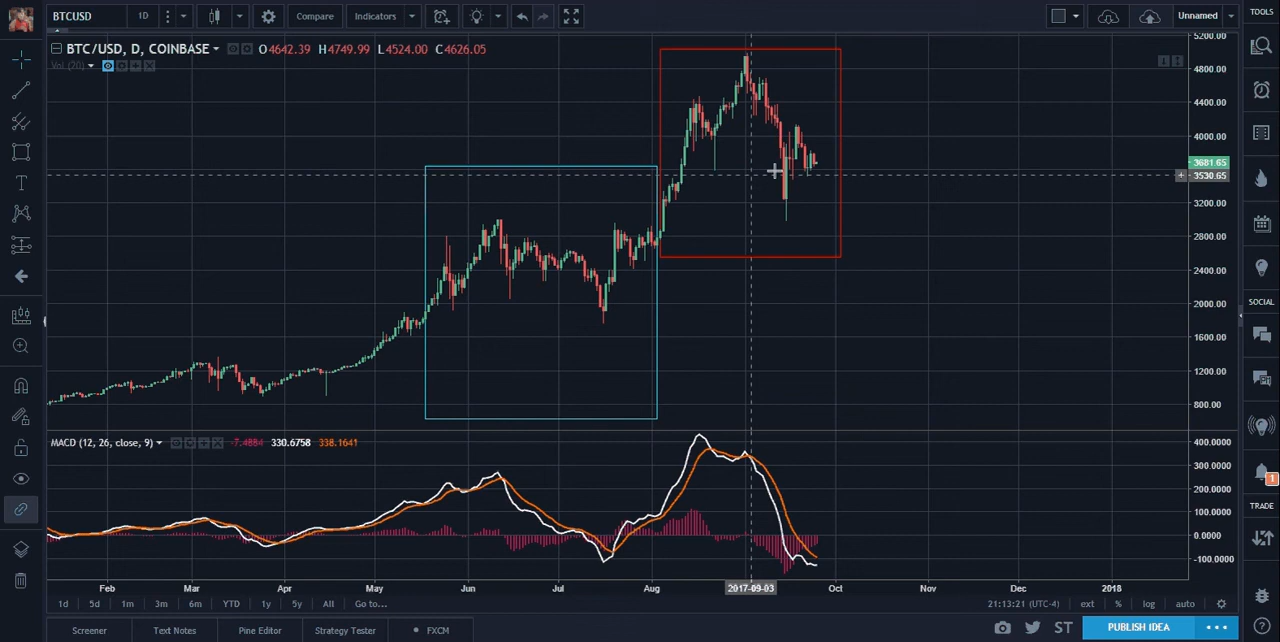 BTCUSD 1D Compare Indicators Unnamed TOOLS
BTC/USD, D, COINBASE O4642.39 H4749.99 L4524.00 C4626.05
Vol (20)
5200.00
4800.00
4400.00
4000.00
3681.65
3530.65
3200.00
2800.00
2400.00
2000.00
1600.00
1200.00
800.00
SOCIAL
MACD (12, 26, close, 9) -7.4884 330.6758 338.1641
400.0000
300.0000
200.0000
100.0000
0.0000
-100.0000
1
TRADE
Feb Mar Apr May Jun Jul Aug 2017-09-03 Oct Nov Dec 2018
1d 5d 1m 3m 6m YTD 1y 5y All Go to... 21:13:21 (UTC-4) ext % log auto
Screener Text Notes Pine Editor Strategy Tester FXCM ST PUBLISH IDEA